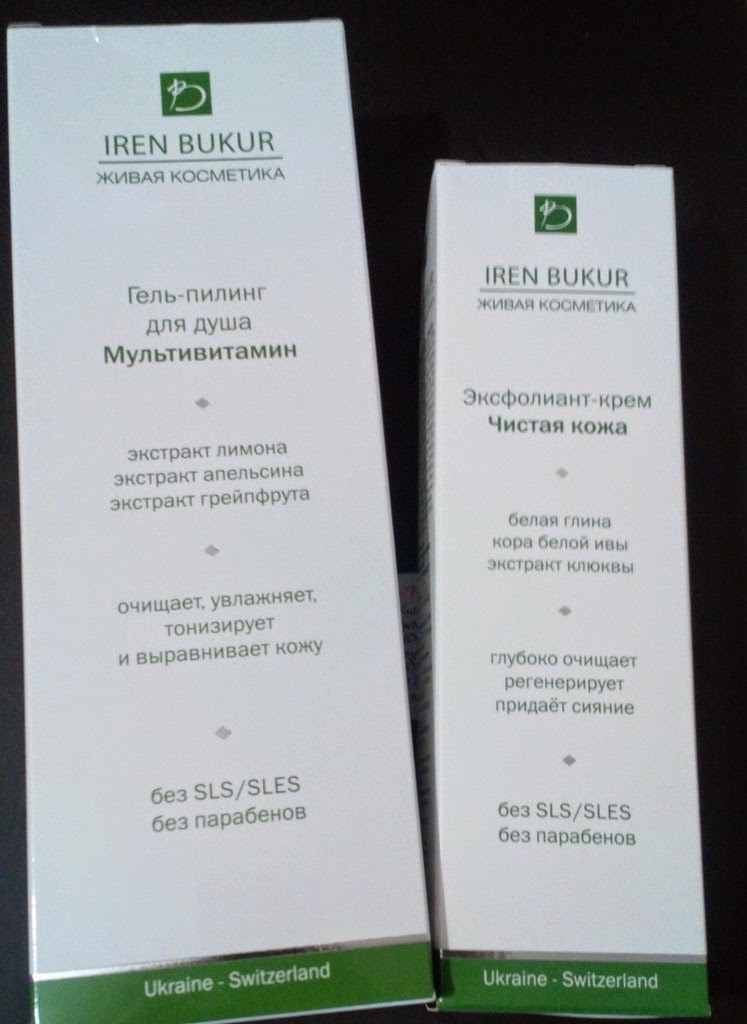 IREN BUKUR
ЖИВАЯ КОСМЕТИКА
Гель-пилинг
для душа
Мультивитамин
экстракт лимона
экстракт апельсина
экстракт грейпфрута
очищает, увлажняет,
тонизирует
и выравнивает кожу
без SLS/SLES
без парабенов
Ukraine - Switzerland
IREN BUKUR
ЖИВАЯ КОСМЕТИКА
Эксфолиант-крем
Чистая кожа
белая глина
кора белой ивы
экстракт клюквы
глубоко очищает
регенерирует
придаёт сияние
без SLS/SLES
без парабенов
Ukraine - Switzerland